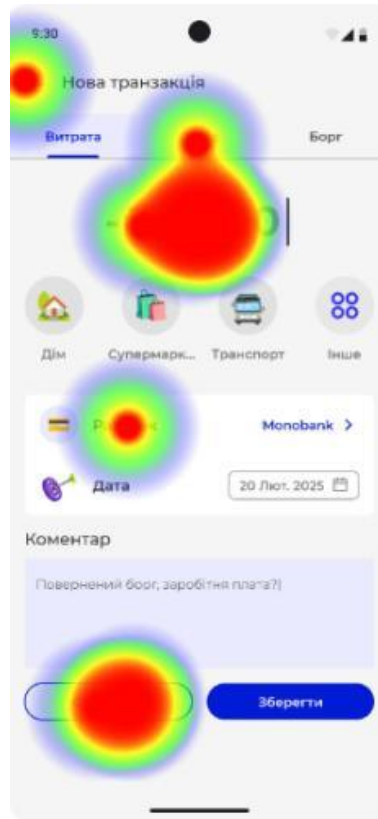 9:30
Нова транзакція
Витрата Борг
Дім Супермарк... Транспорт Інше
Monobank >
Дата 20 Лют. 2025
Коментар
Повернений борг, заробітня плата?|
Зберегти